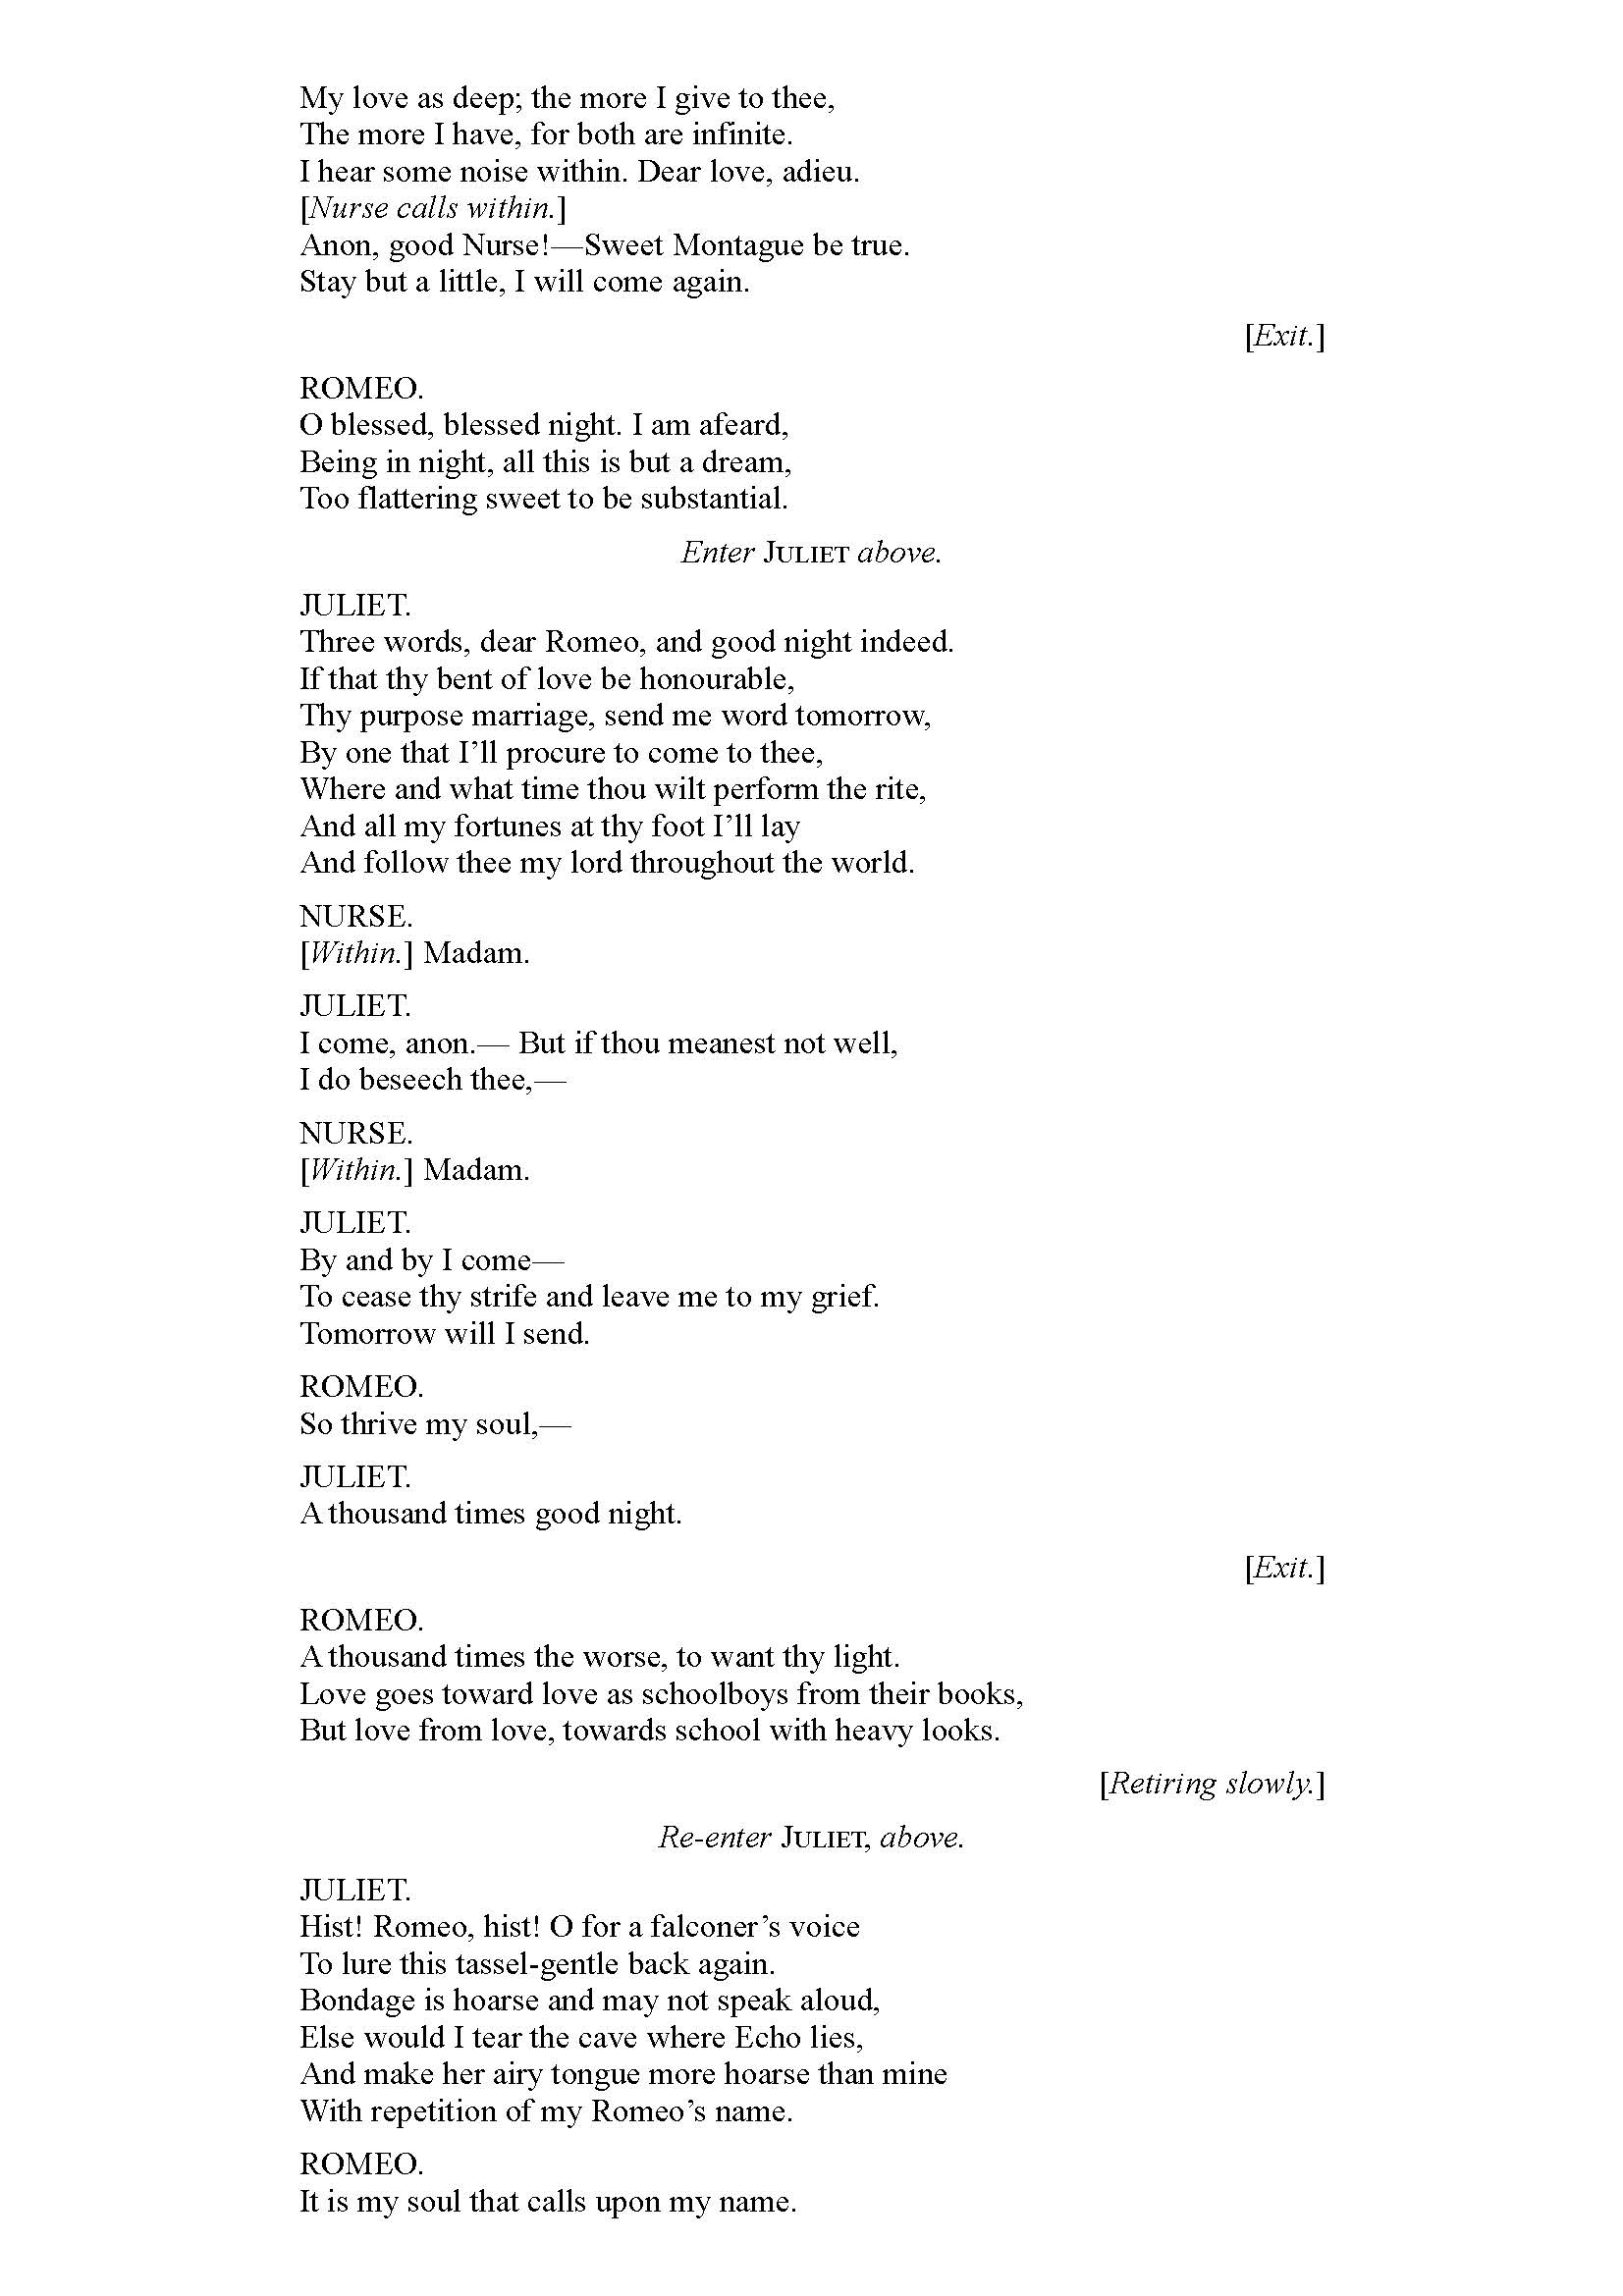 My love as deep; the more I give to thee,
The more I have, for both are infinite.
I hear some noise within. Dear love, adieu.
[Nurse calls within.]
Anon, good Nurse!—Sweet Montague be true.
Stay but a little, I will come again.
[Exit.]
ROMEO.
O blessed, blessed night. I am afeard,
Being in night, all this is but a dream,
Too flattering sweet to be substantial.
Enter JULIET above.
JULIET.
Three words, dear Romeo, and good night indeed.
If that thy bent of love be honourable,
Thy purpose marriage, send me word tomorrow,
By one that I’ll procure to come to thee,
Where and what time thou wilt perform the rite,
And all my fortunes at thy foot I’ll lay
And follow thee my lord throughout the world.
NURSE.
[Within.] Madam.
JULIET.
I come, anon.— But if thou meanest not well,
I do beseech thee,—
NURSE.
[Within.] Madam.
JULIET.
By and by I come—
To cease thy strife and leave me to my grief.
Tomorrow will I send.
ROMEO.
So thrive my soul,—
JULIET.
A thousand times good night.
[Exit.]
ROMEO.
A thousand times the worse, to want thy light.
Love goes toward love as schoolboys from their books,
But love from love, towards school with heavy looks.
[Retiring slowly.]
Re-enter JULIET, above.
JULIET.
Hist! Romeo, hist! O for a falconer’s voice
To lure this tassel-gentle back again.
Bondage is hoarse and may not speak aloud,
Else would I tear the cave where Echo lies,
And make her airy tongue more hoarse than mine
With repetition of my Romeo’s name.
ROMEO.
It is my soul that calls upon my name.